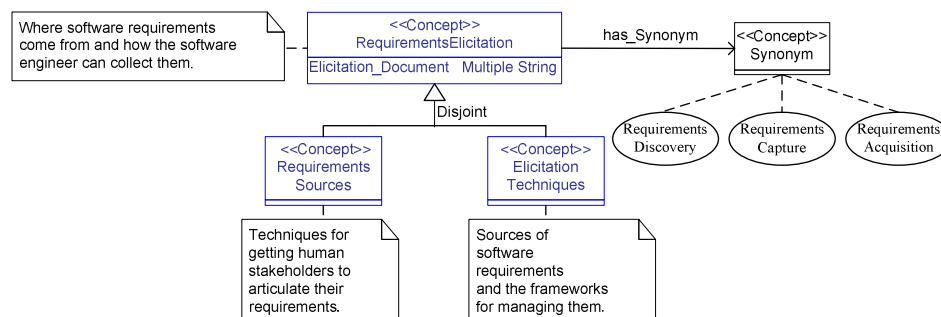 Where software requirements
come from and how the software
engineer can collect them.
<<Concept>>
RequirementsElicitation
Elicitation_Document Multiple String
has_Synonym
<<Concept>>
Synonym
Requirements
Discovery
Requirements
Capture
Requirements
Acquisition
Disjoint
<<Concept>>
Requirements
Sources
<<Concept>>
Elicitation
Techniques
Techniques for
getting human
stakeholders to
articulate their
requirements.
Sources of
software
requirements
and the frameworks
for managing them.